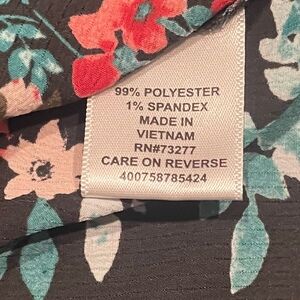 99% POLYESTER
1% SPANDEX
MADE IN
VIETNAM
RN#73277
CARE ON REVERSE
400758785424